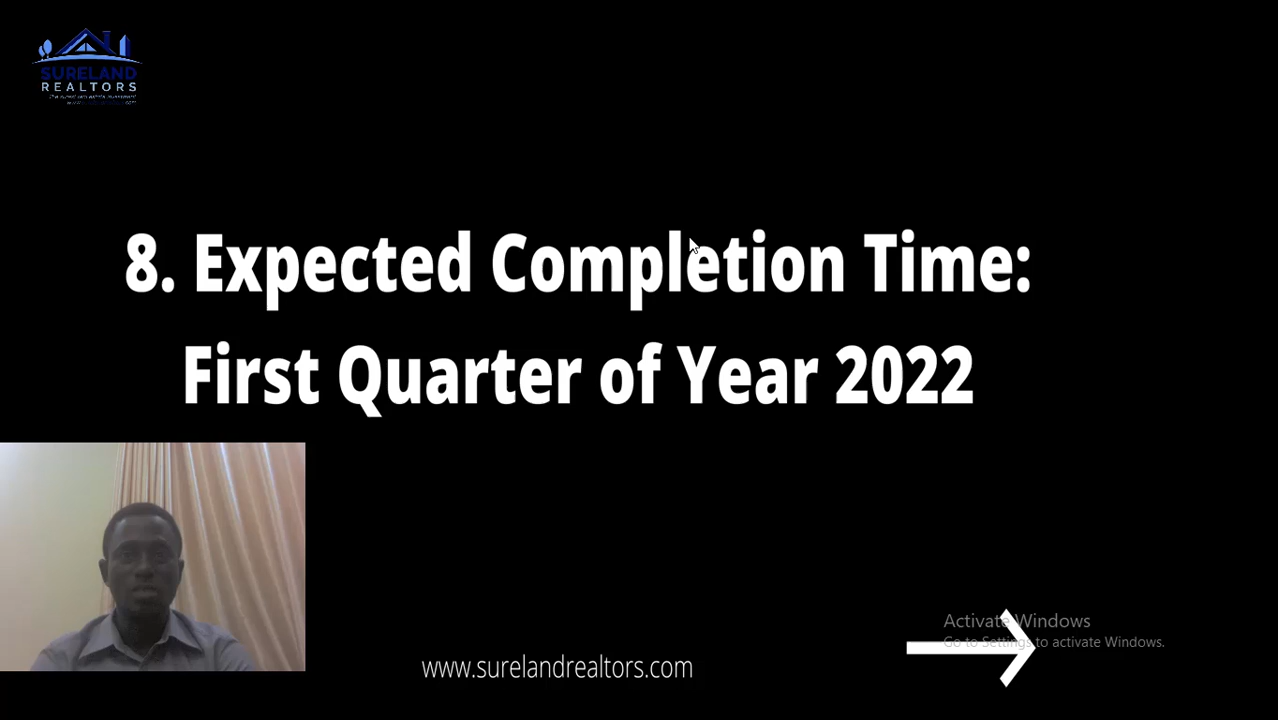 SURELAND
REALTORS
8. Expected Completion Time:
First Quarter of Year 2022
Activate Windows
Go to Settings to activate Windows.
www.surelandrealtors.com